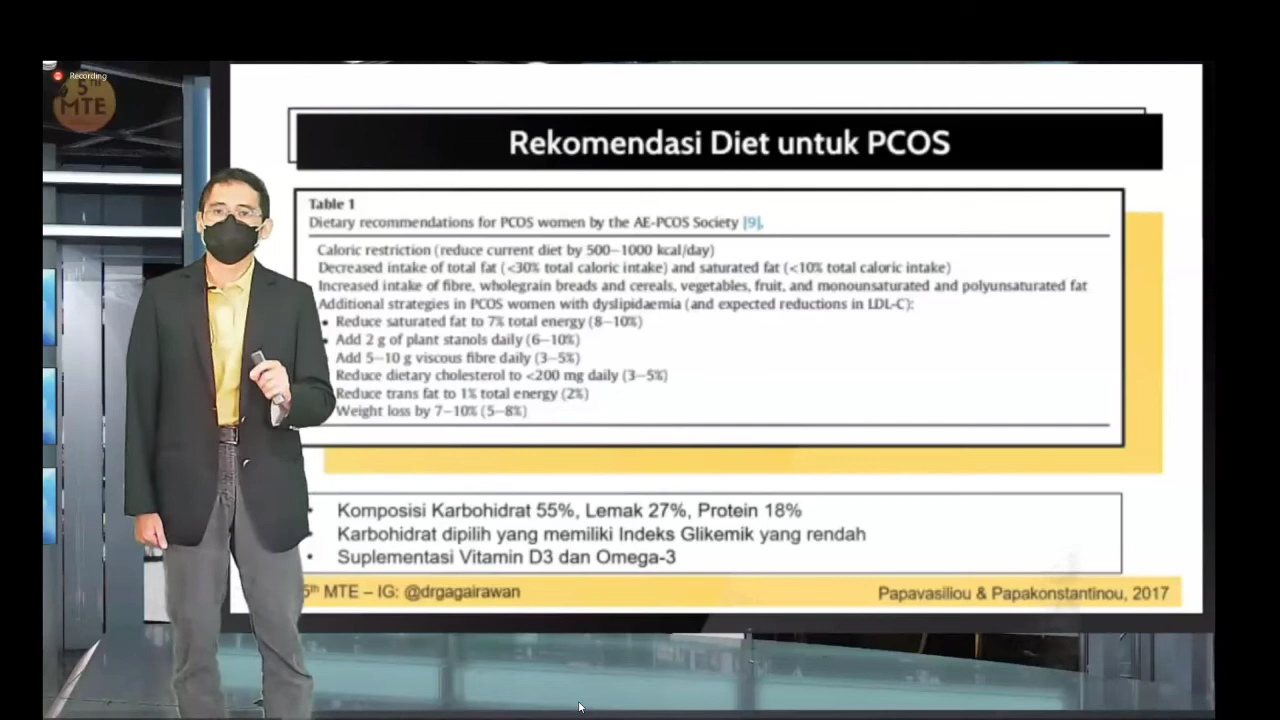 Recording
5TH
MTE
Rekomendasi Diet untuk PCOS
Table 1
Dietary recommendations for PCOS women by the AE-PCOS Society [9],
Caloric restriction (reduce current diet by 500–1000 kcal/day)
Decreased intake of total fat (<30% total caloric intake) and saturated fat (<10% total caloric intake)
Increased intake of fibre, wholegrain breads and cereals, vegetables, fruit, and monounsaturated and polyunsaturated fat
Additional strategies in PCOS women with dyslipidaemia (and expected reductions in LDL-C):
• Reduce saturated fat to 7% total energy (8–10%)
• Add 2 g of plant stanols daily (6–10%)
Add 5–10 g viscous fibre daily (3–5%)
Reduce dietary cholesterol to <200 mg daily (3–5%)
Reduce trans fat to 1% total energy (2%)
Weight loss by 7–10% (5–8%)
• Komposisi Karbohidrat 55%, Lemak 27%, Protein 18%
• Karbohidrat dipilih yang memiliki Indeks Glikemik yang rendah
• Suplementasi Vitamin D3 dan Omega-3
5th MTE – IG: @drgagairawan
Papavasiliou & Papakonstantinou, 2017